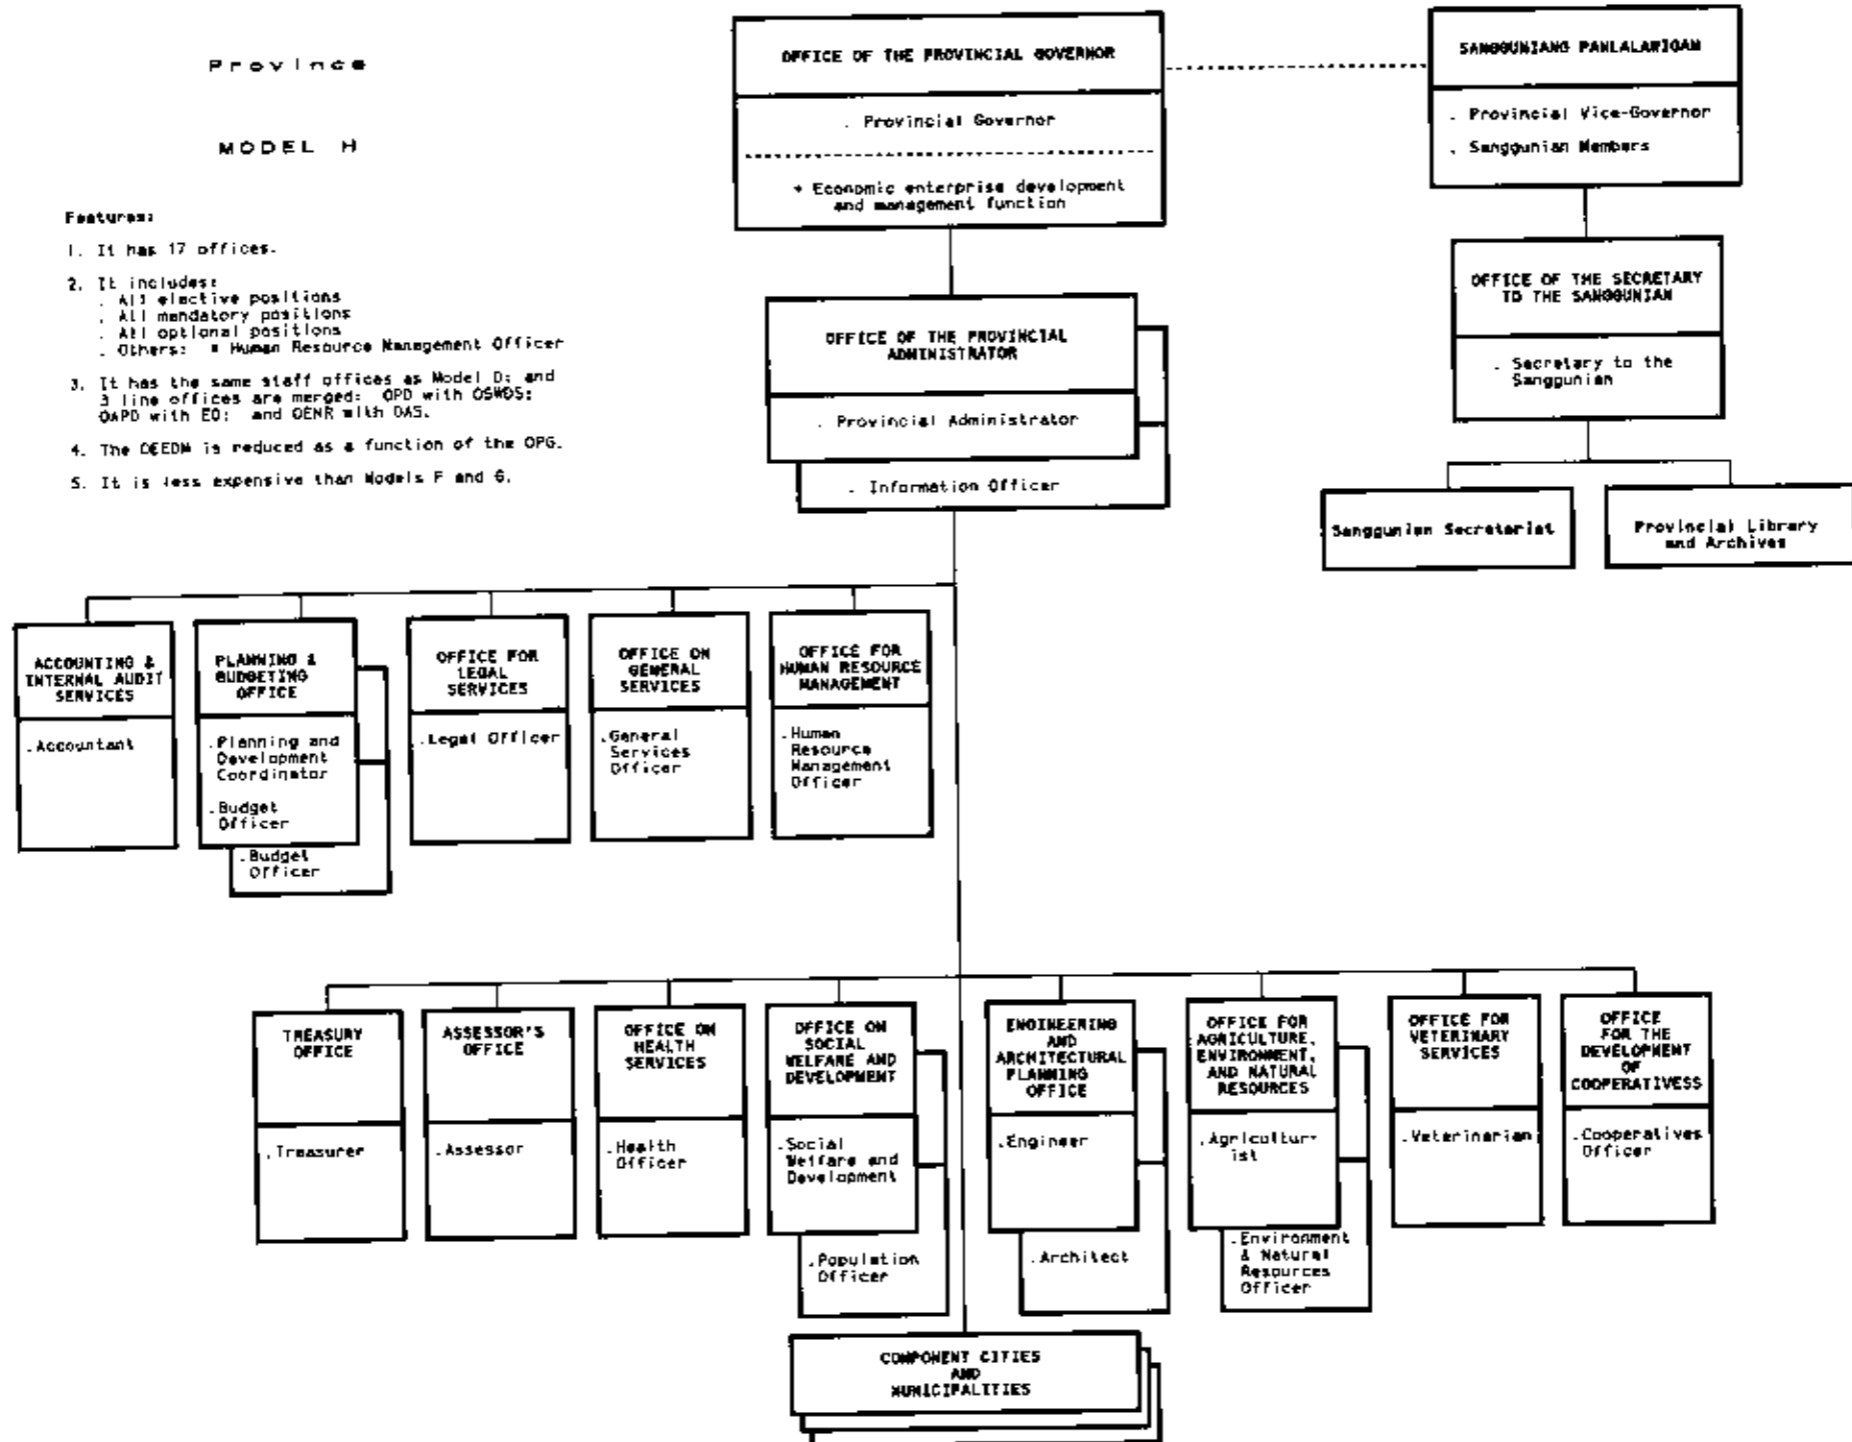 Province
MODEL H
Features:
1. It has 17 offices.
2. It includes:
. All elective positions
. All mandatory positions
. All optional positions
. Others: * Human Resource Management Officer
3. It has the same staff offices as Model D; and
3 line offices are merged: OPD with OSWDS;
OAPD with EO; and OENR with OAS.
4. The OEEDM is reduced as a function of the OPG.
5. It is less expensive than Models F and G.
OFFICE OF THE PROVINCIAL GOVERNOR
. Provincial Governor
* Economic enterprise development
and management function
SANGGUNIANG PANLALAWIGAN
. Provincial Vice-Governor
. Sanggunian Members
OFFICE OF THE SECRETARY
TO THE SANGGUNIAN
. Secretary to the
Sanggunian
Sanggunian Secretariat
Provincial Library
and Archives
OFFICE OF THE PROVINCIAL
ADMINISTRATOR
. Provincial Administrator
. Information Officer
ACCOUNTING &
INTERNAL AUDIT
SERVICES
.Accountant
PLANNING &
BUDGETING
OFFICE
.Planning and
Development
Coordinator
.Budget
Officer
.Budget
Officer
OFFICE FOR
LEGAL
SERVICES
.Legal Officer
OFFICE ON
GENERAL
SERVICES
.General
Services
Officer
OFFICE FOR
HUMAN RESOURCE
MANAGEMENT
.Human
Resource
Management
Officer
TREASURY
OFFICE
.Treasurer
ASSESSOR'S
OFFICE
.Assessor
OFFICE ON
HEALTH
SERVICES
.Health
Officer
OFFICE ON
SOCIAL
WELFARE AND
DEVELOPMENT
.Social
Welfare and
Development
.Population
Officer
ENGINEERING
AND
ARCHITECTURAL
PLANNING
OFFICE
.Engineer
.Architect
OFFICE FOR
AGRICULTURE,
ENVIRONMENT,
AND NATURAL
RESOURCES
.Agricultur-
ist
.Environment
& Natural
Resources
Officer
OFFICE FOR
VETERINARY
SERVICES
.Veterinarian
OFFICE
FOR THE
DEVELOPMENT
OF
COOPERATIVESS
.Cooperatives
Officer
COMPONENT CITIES
AND
MUNICIPALITIES